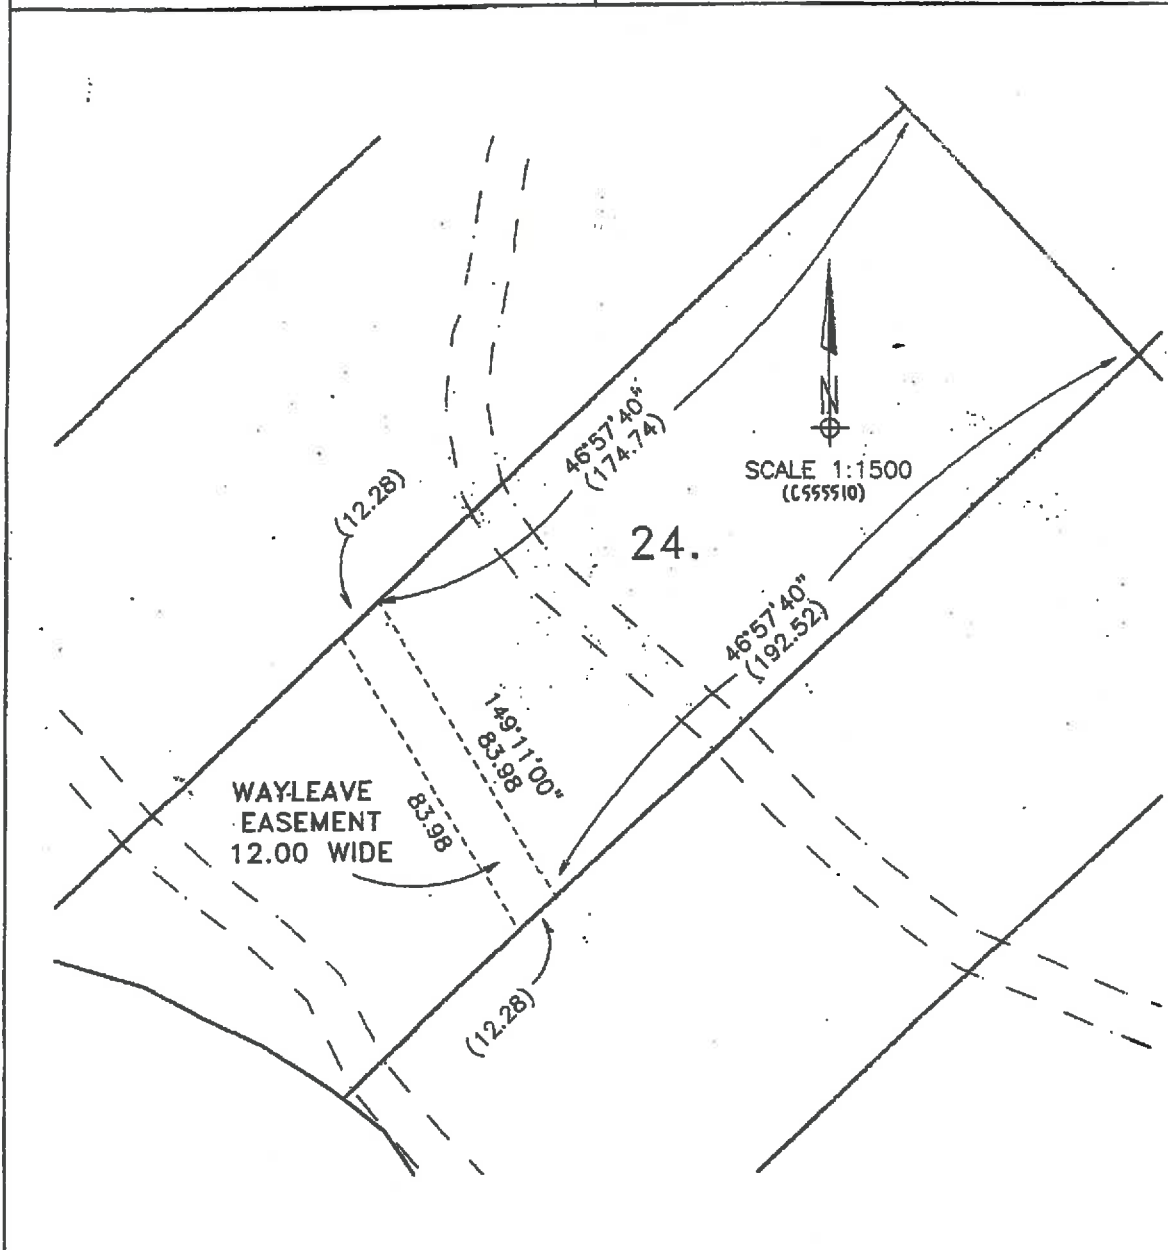 46°57'40"
(174.74)
(12.28)
N
SCALE 1:1500
(C555510)
24.
46°57'40"
(192.52)
149°11'00"
83.98
83.98
WAY-LEAVE
EASEMENT
12.00 WIDE
(12.28)